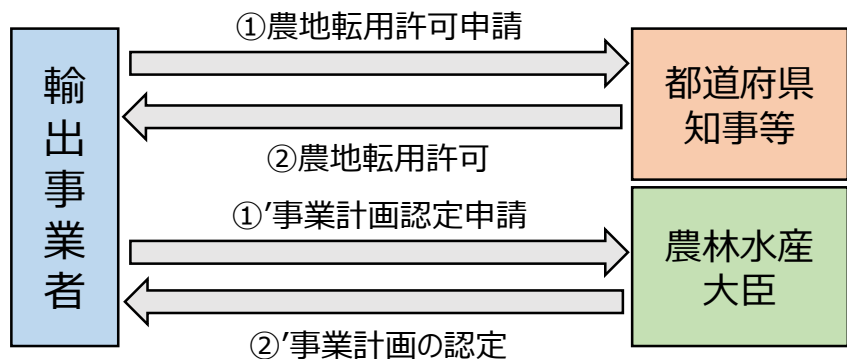 ①農地転用許可申請
輸出事業者
都道府県
知事等
②農地転用許可
①’事業計画認定申請
農林水産
大臣
②’事業計画の認定